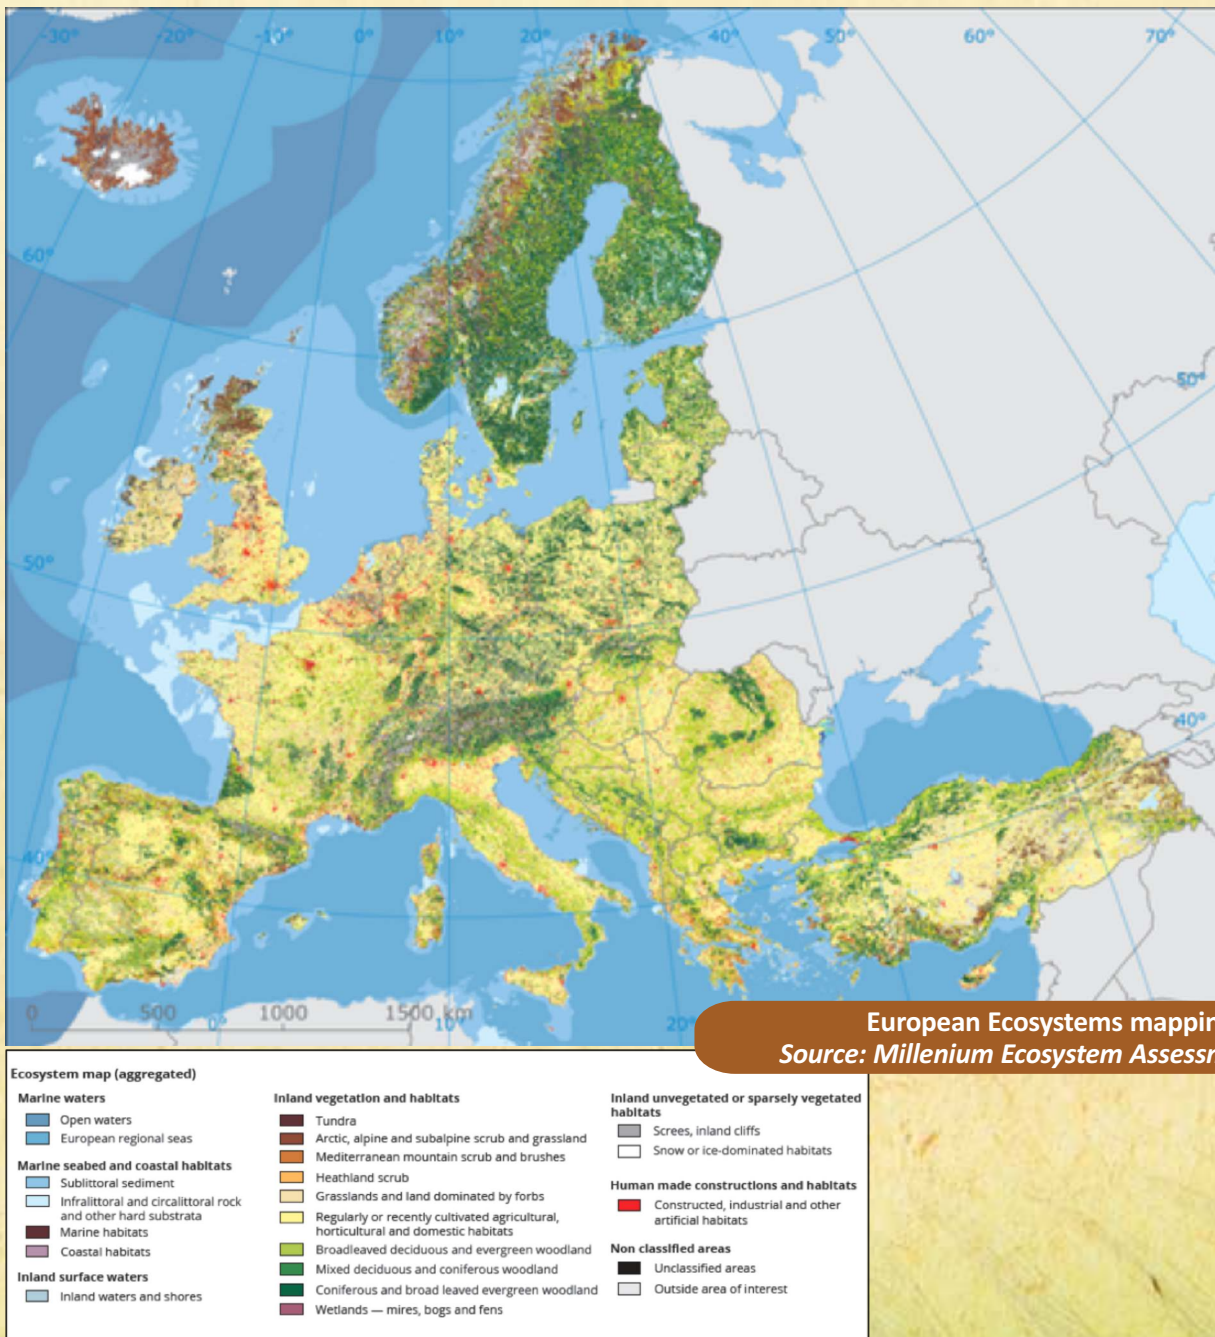 -30°
-20°
-10°
0°
10°
20°
30°
40°
50°
60°
70°
60°
50°
50°
40°
40°
0
500
1000
1500 km
0°
10°
20°
European Ecosystems mappin
Source: Millenium Ecosystem Assessm
Ecosystem map (aggregated)
Marine waters
Open waters
European regional seas
Marine seabed and coastal habitats
Sublittoral sediment
Infralittoral and circalittoral rock
and other hard substrata
Marine habitats
Coastal habitats
Inland surface waters
Inland waters and shores
Inland vegetation and habitats
Tundra
Arctic, alpine and subalpine scrub and grassland
Mediterranean mountain scrub and brushes
Heathland scrub
Grasslands and land dominated by forbs
Regularly or recently cultivated agricultural,
horticultural and domestic habitats
Broadleaved deciduous and evergreen woodland
Mixed deciduous and coniferous woodland
Coniferous and broad leaved evergreen woodland
Wetlands — mires, bogs and fens
Inland unvegetated or sparsely vegetated
habitats
Screes, inland cliffs
Snow or ice-dominated habitats
Human made constructions and habitats
Constructed, industrial and other
artificial habitats
Non classified areas
Unclassified areas
Outside area of interest